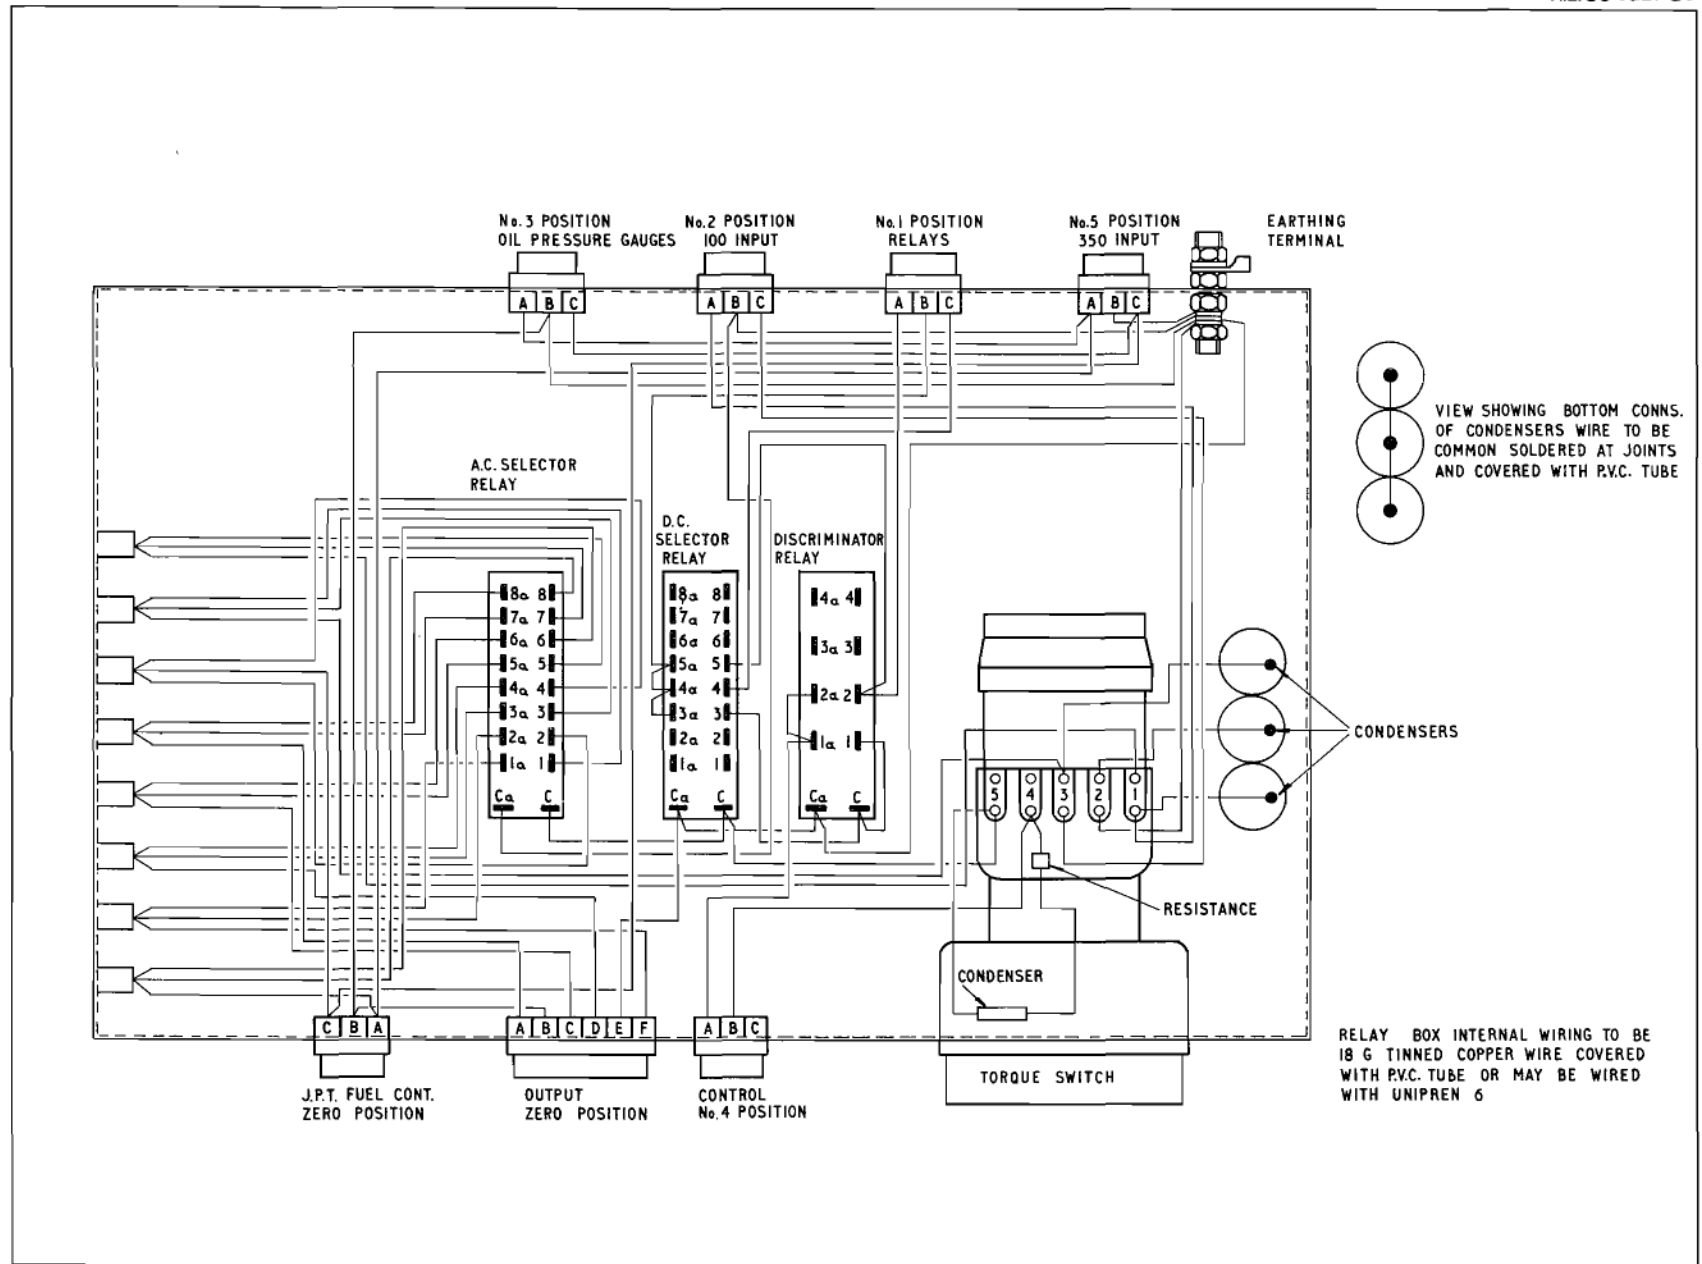 No.3 POSITION
OIL PRESSURE GAUGES
No.2 POSITION
100 INPUT
No.1 POSITION
RELAYS
No.5 POSITION
350 INPUT
EARTHING
TERMINAL
A B C
A B C
A B C
A B C
VIEW SHOWING BOTTOM CONNS.
OF CONDENSERS WIRE TO BE
COMMON SOLDERED AT JOINTS
AND COVERED WITH P.V.C. TUBE
A.C. SELECTOR
RELAY
D.C.
SELECTOR
RELAY
DISCRIMINATOR
RELAY
8a 8
7a 7
6a 6
5a 5
4a 4
3a 3
2a 2
1a 1
Ca C
8a 8
7a 7
6a 6
5a 5
4a 4
3a 3
2a 2
1a 1
Ca C
4a 4
3a 3
2a 2
1a 1
Ca C
5 4 3 2 1
CONDENSERS
RESISTANCE
CONDENSER
C B A
A B C D E F
A B C
TORQUE SWITCH
J.P.T. FUEL CONT.
ZERO POSITION
OUTPUT
ZERO POSITION
CONTROL
No.4 POSITION
RELAY BOX INTERNAL WIRING TO BE
18 G TINNED COPPER WIRE COVERED
WITH P.V.C. TUBE OR MAY BE WIRED
WITH UNIPREN 6